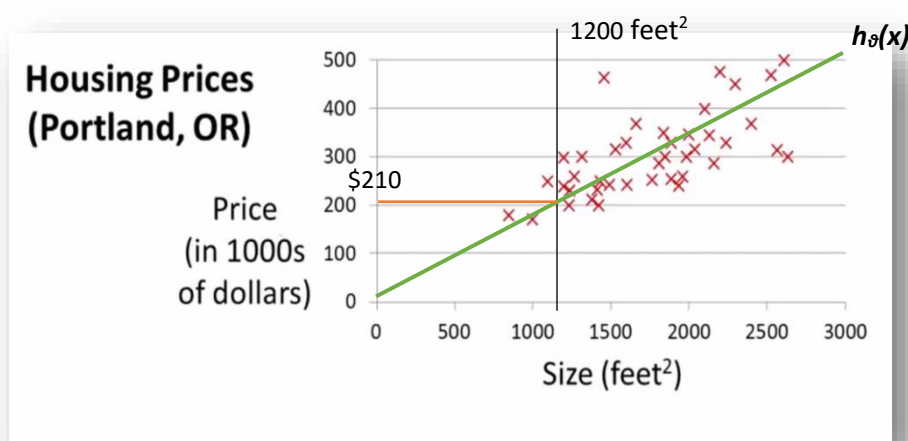 1200 feet²
hϑ(x)
Housing Prices
(Portland, OR)
500
400
300
$210
200
100
0
Price
(in 1000s
of dollars)
0 500 1000 1500 2000 2500 3000
Size (feet²)